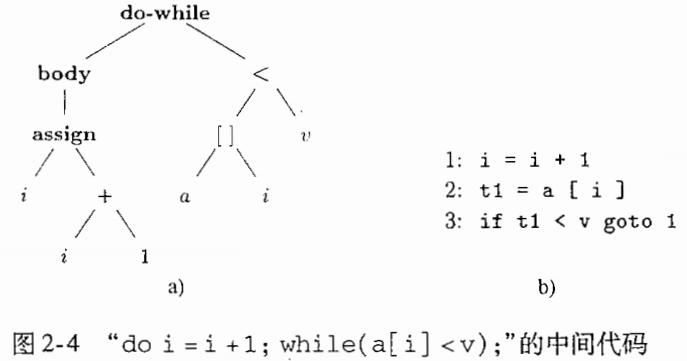 do-while
body <
assign [ ] v
i + a i
i 1
1: i = i + 1
2: t1 = a [ i ]
3: if t1 < v goto 1
a) b)
图 2-4 “do i = i +1; while(a[i] <v);”的中间代码